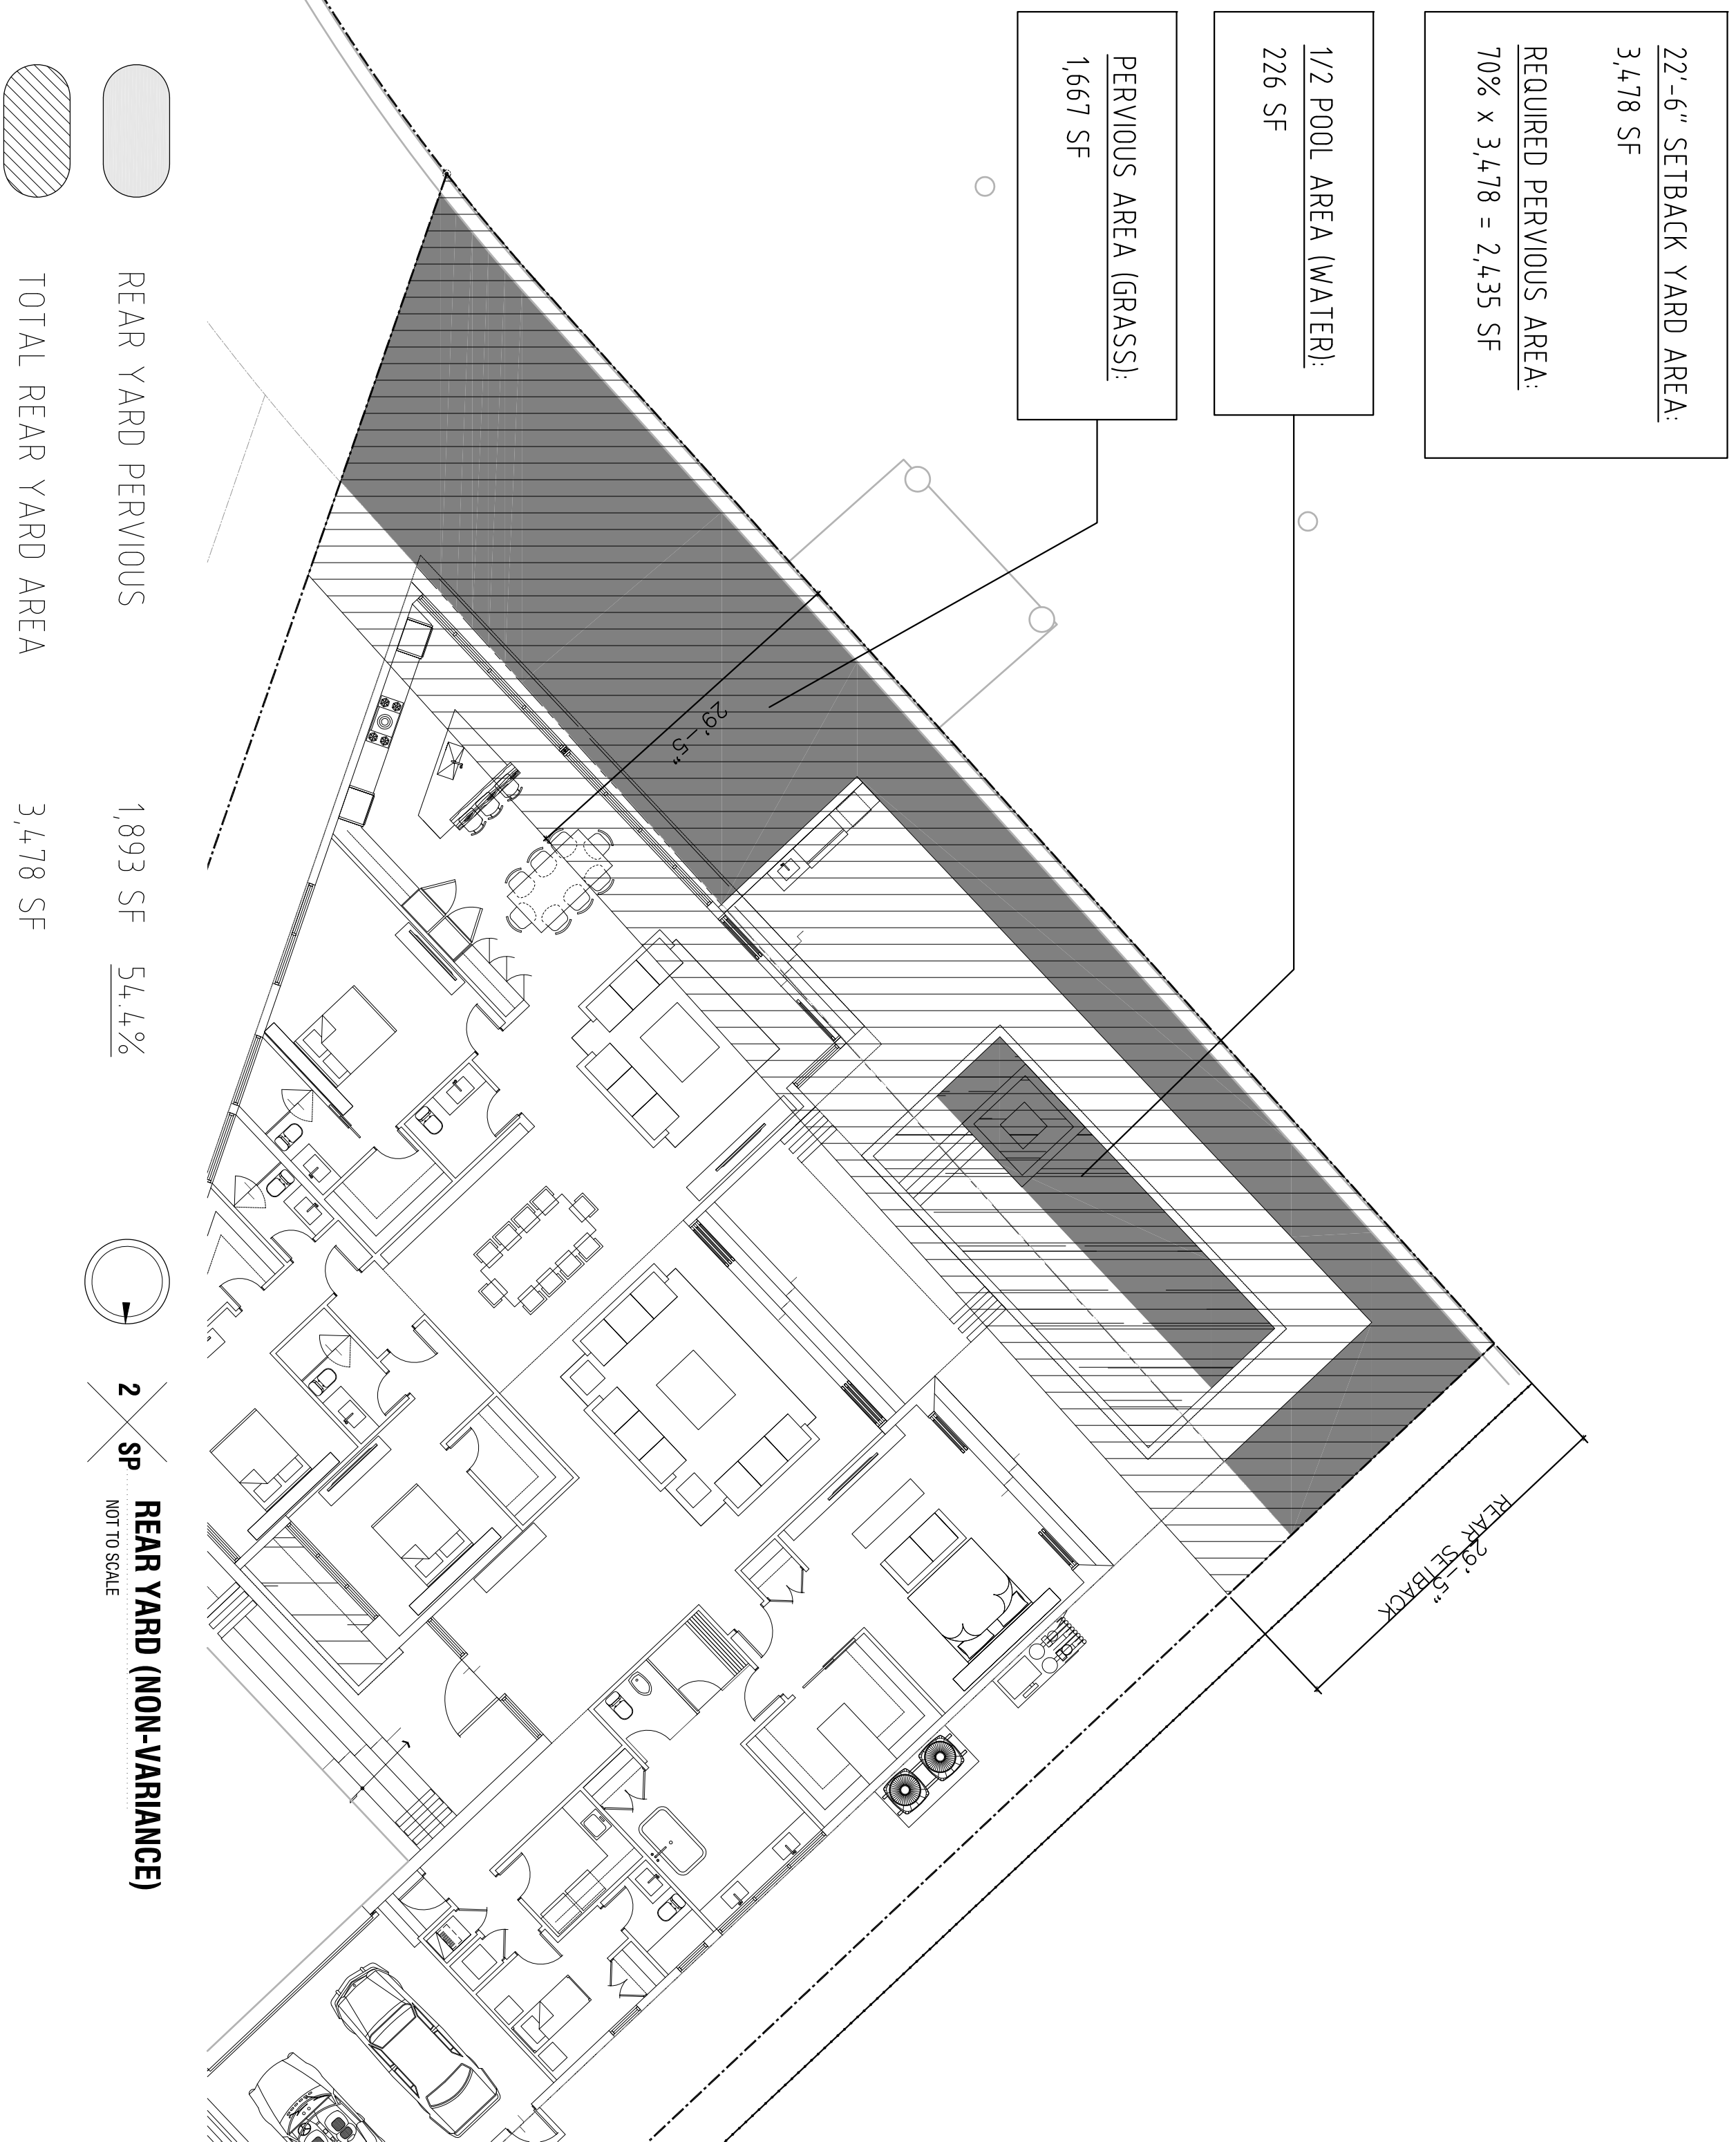 22'-6" SETBACK YARD AREA:
3,478 SF
REQUIRED PERVIOUS AREA:
70% x 3,478 = 2,435 SF
1/2 POOL AREA (WATER):
226 SF
PERVIOUS AREA (GRASS):
1,667 SF
29'-5"
29'-5"
REAR SETBACK
REAR YARD PERVIOUS 1,893 SF 54.4%
TOTAL REAR YARD AREA 3,478 SF
2 SP REAR YARD (NON-VARIANCE)
NOT TO SCALE